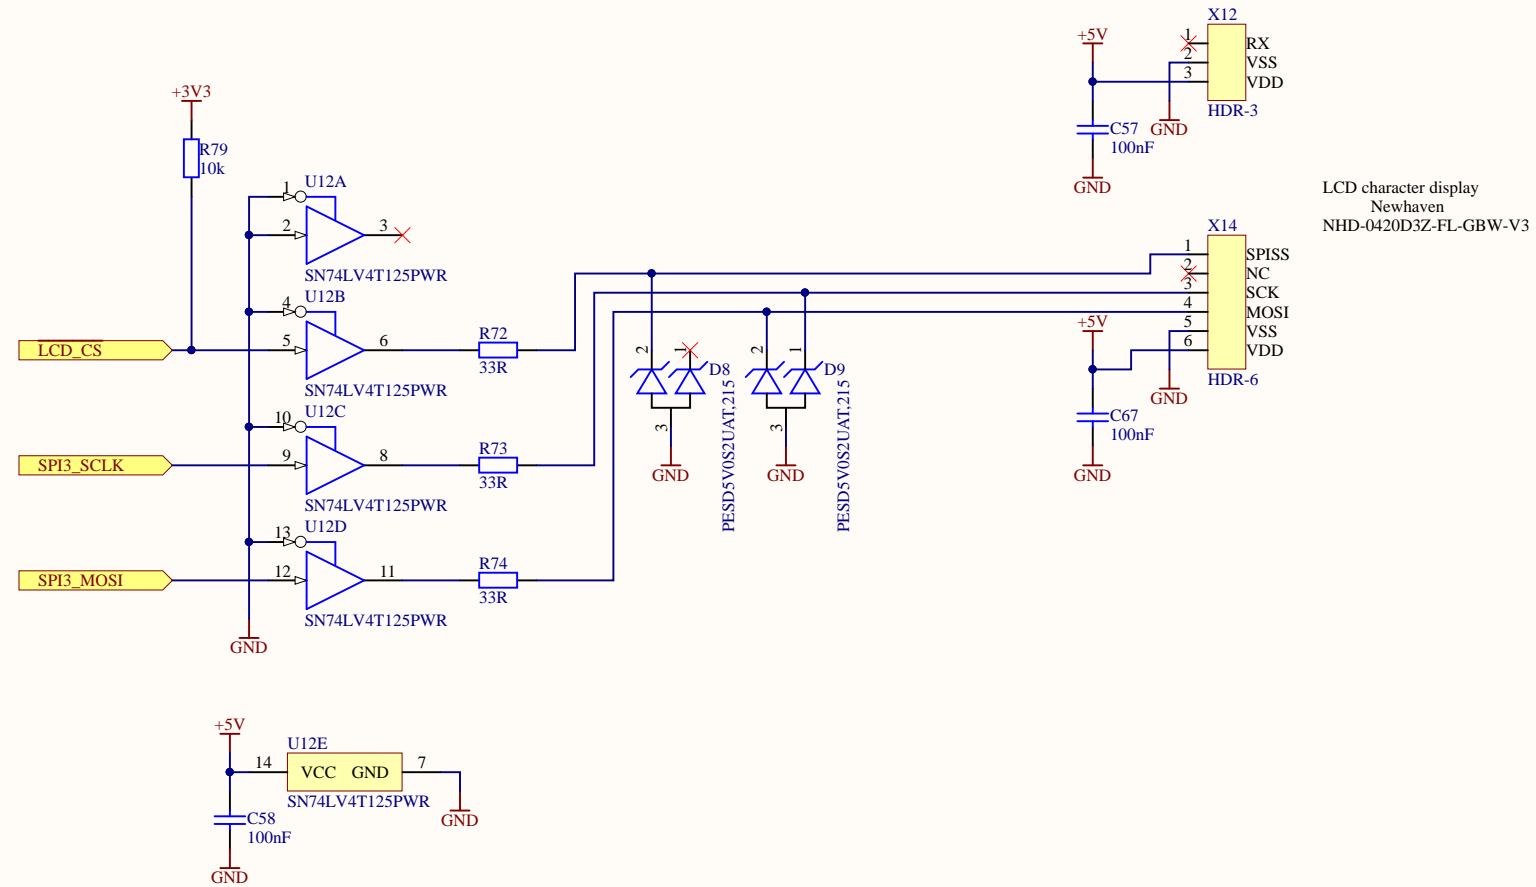 X12
+5V
1
RX
2
VSS
3
VDD
HDR-3
C57
100nF
GND
GND
+3V3
R79
10k
LCD character display
Newhaven
NHD-0420D3Z-FL-GBW-V3
U12A
1
2
3
SN74LV4T125PWR
X14
1
SPISS
2
NC
3
SCK
4
MOSI
5
VSS
6
VDD
HDR-6
+5V
C67
100nF
GND
GND
U12B
4
LCD_CS
5
6
SN74LV4T125PWR
R72
33R
2
1
D8
PESD5V0S2UAT,215
3
GND
2
1
D9
PESD5V0S2UAT,215
3
GND
U12C
10
SPI3_SCLK
9
8
SN74LV4T125PWR
R73
33R
U12D
13
SPI3_MOSI
12
11
SN74LV4T125PWR
R74
33R
GND
+5V
U12E
14
VCC GND
7
SN74LV4T125PWR
C58
100nF
GND
GND